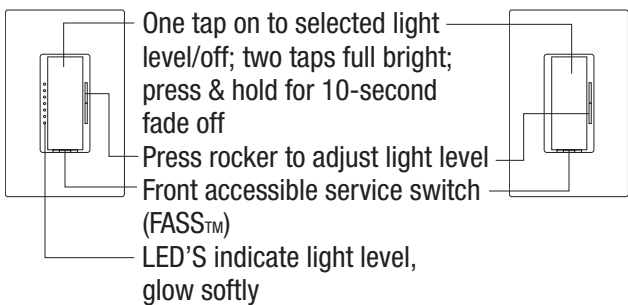 One tap on to selected light
level/off; two taps full bright;
press & hold for 10-second
fade off
Press rocker to adjust light level
Front accessible service switch
(FASS™)
LED'S indicate light level,
glow softly